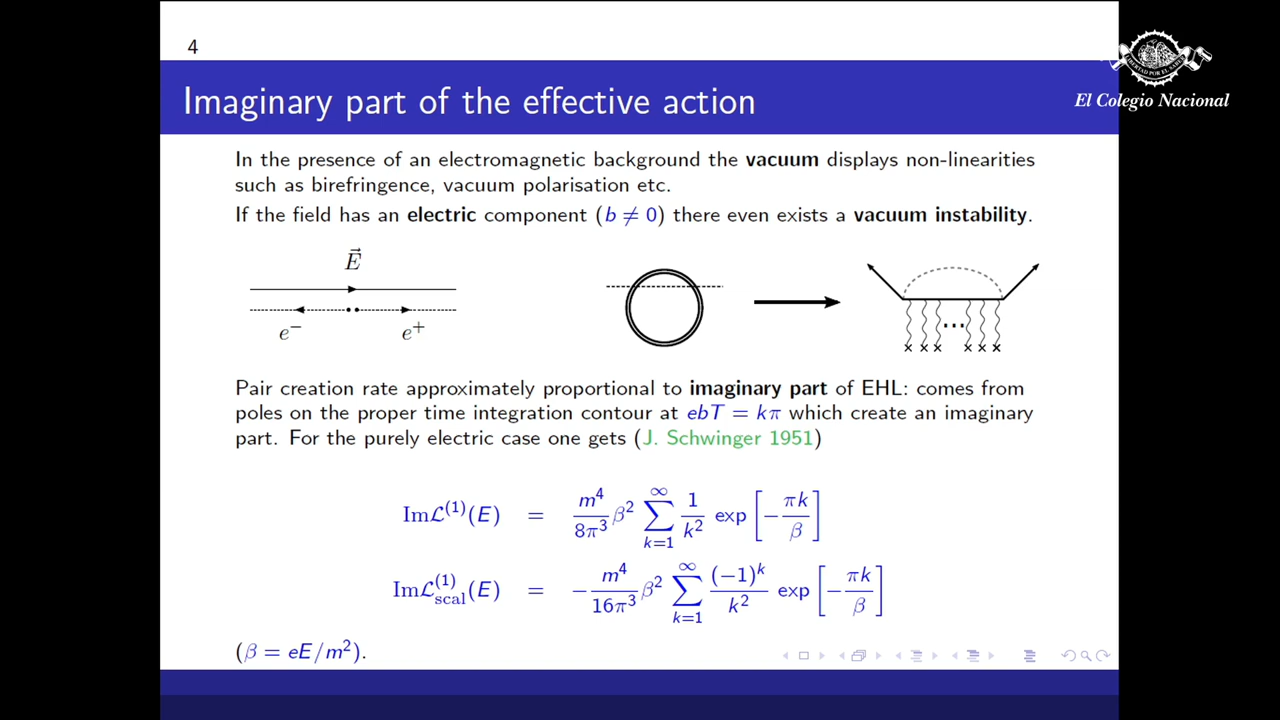 4
LIBERTAD POR EL SABER
El Colegio Nacional
Imaginary part of the effective action
In the presence of an electromagnetic background the vacuum displays non-linearities
such as birefringence, vacuum polarisation etc.
If the field has an electric component (b ≠ 0) there even exists a vacuum instability.
E⃗
e⁻ e⁺
...
Pair creation rate approximately proportional to imaginary part of EHL: comes from
poles on the proper time integration contour at ebT = kπ which create an imaginary
part. For the purely electric case one gets (J. Schwinger 1951)
Imℒ⁽¹⁾(E) = m⁴/8π³ β² ∑_{k=1}^{∞} 1/k² exp[−πk/β]
Imℒ_scal⁽¹⁾(E) = −m⁴/16π³ β² ∑_{k=1}^{∞} (−1)ᵏ/k² exp[−πk/β]
(β = eE/m²).